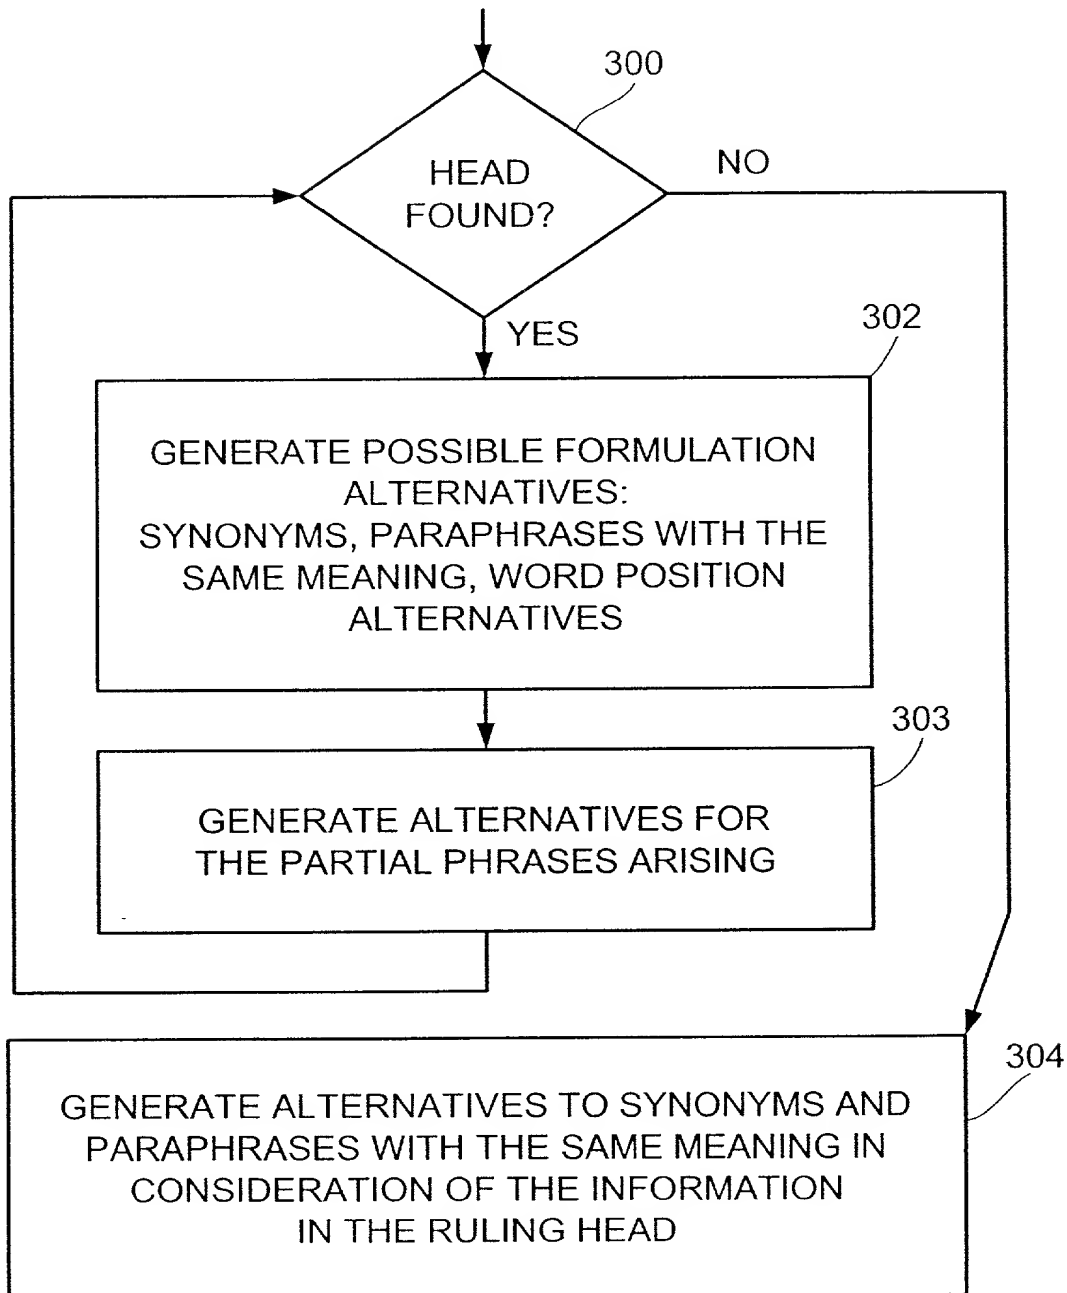 300
HEAD
FOUND?
NO
YES
302
GENERATE POSSIBLE FORMULATION
ALTERNATIVES:
SYNONYMS, PARAPHRASES WITH THE
SAME MEANING, WORD POSITION
ALTERNATIVES
303
GENERATE ALTERNATIVES FOR
THE PARTIAL PHRASES ARISING
304
GENERATE ALTERNATIVES TO SYNONYMS AND
PARAPHRASES WITH THE SAME MEANING IN
CONSIDERATION OF THE INFORMATION
IN THE RULING HEAD